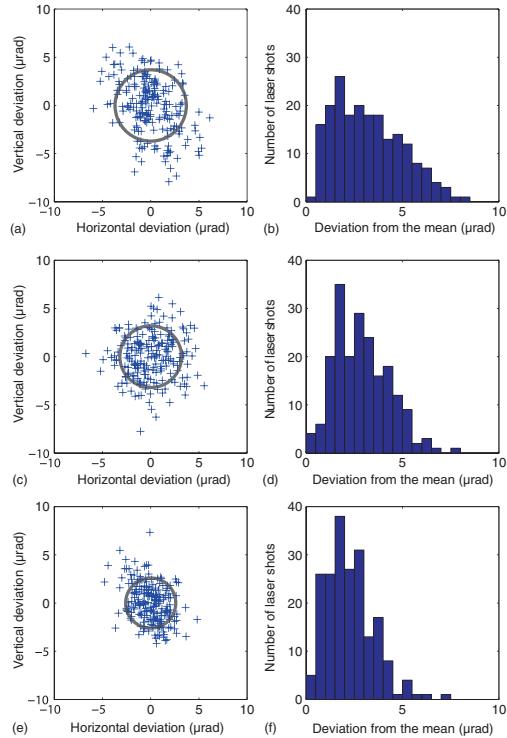 10
5
0
−5
−10
−10 −5 0 5 10
Vertical deviation (μrad)
Horizontal deviation (μrad)
(a)
40
30
20
10
0
0 5 10
Number of laser shots
Deviation from the mean (μrad)
(b)
10
5
0
−5
−10
−10 −5 0 5 10
Vertical deviation (μrad)
Horizontal deviation (μrad)
(c)
40
30
20
10
0
0 5 10
Number of laser shots
Deviation from the mean (μrad)
(d)
10
5
0
−5
−10
−10 −5 0 5 10
Vertical deviation (μrad)
Horizontal deviation (μrad)
(e)
40
30
20
10
0
0 5 10
Number of laser shots
Deviation from the mean (μrad)
(f)